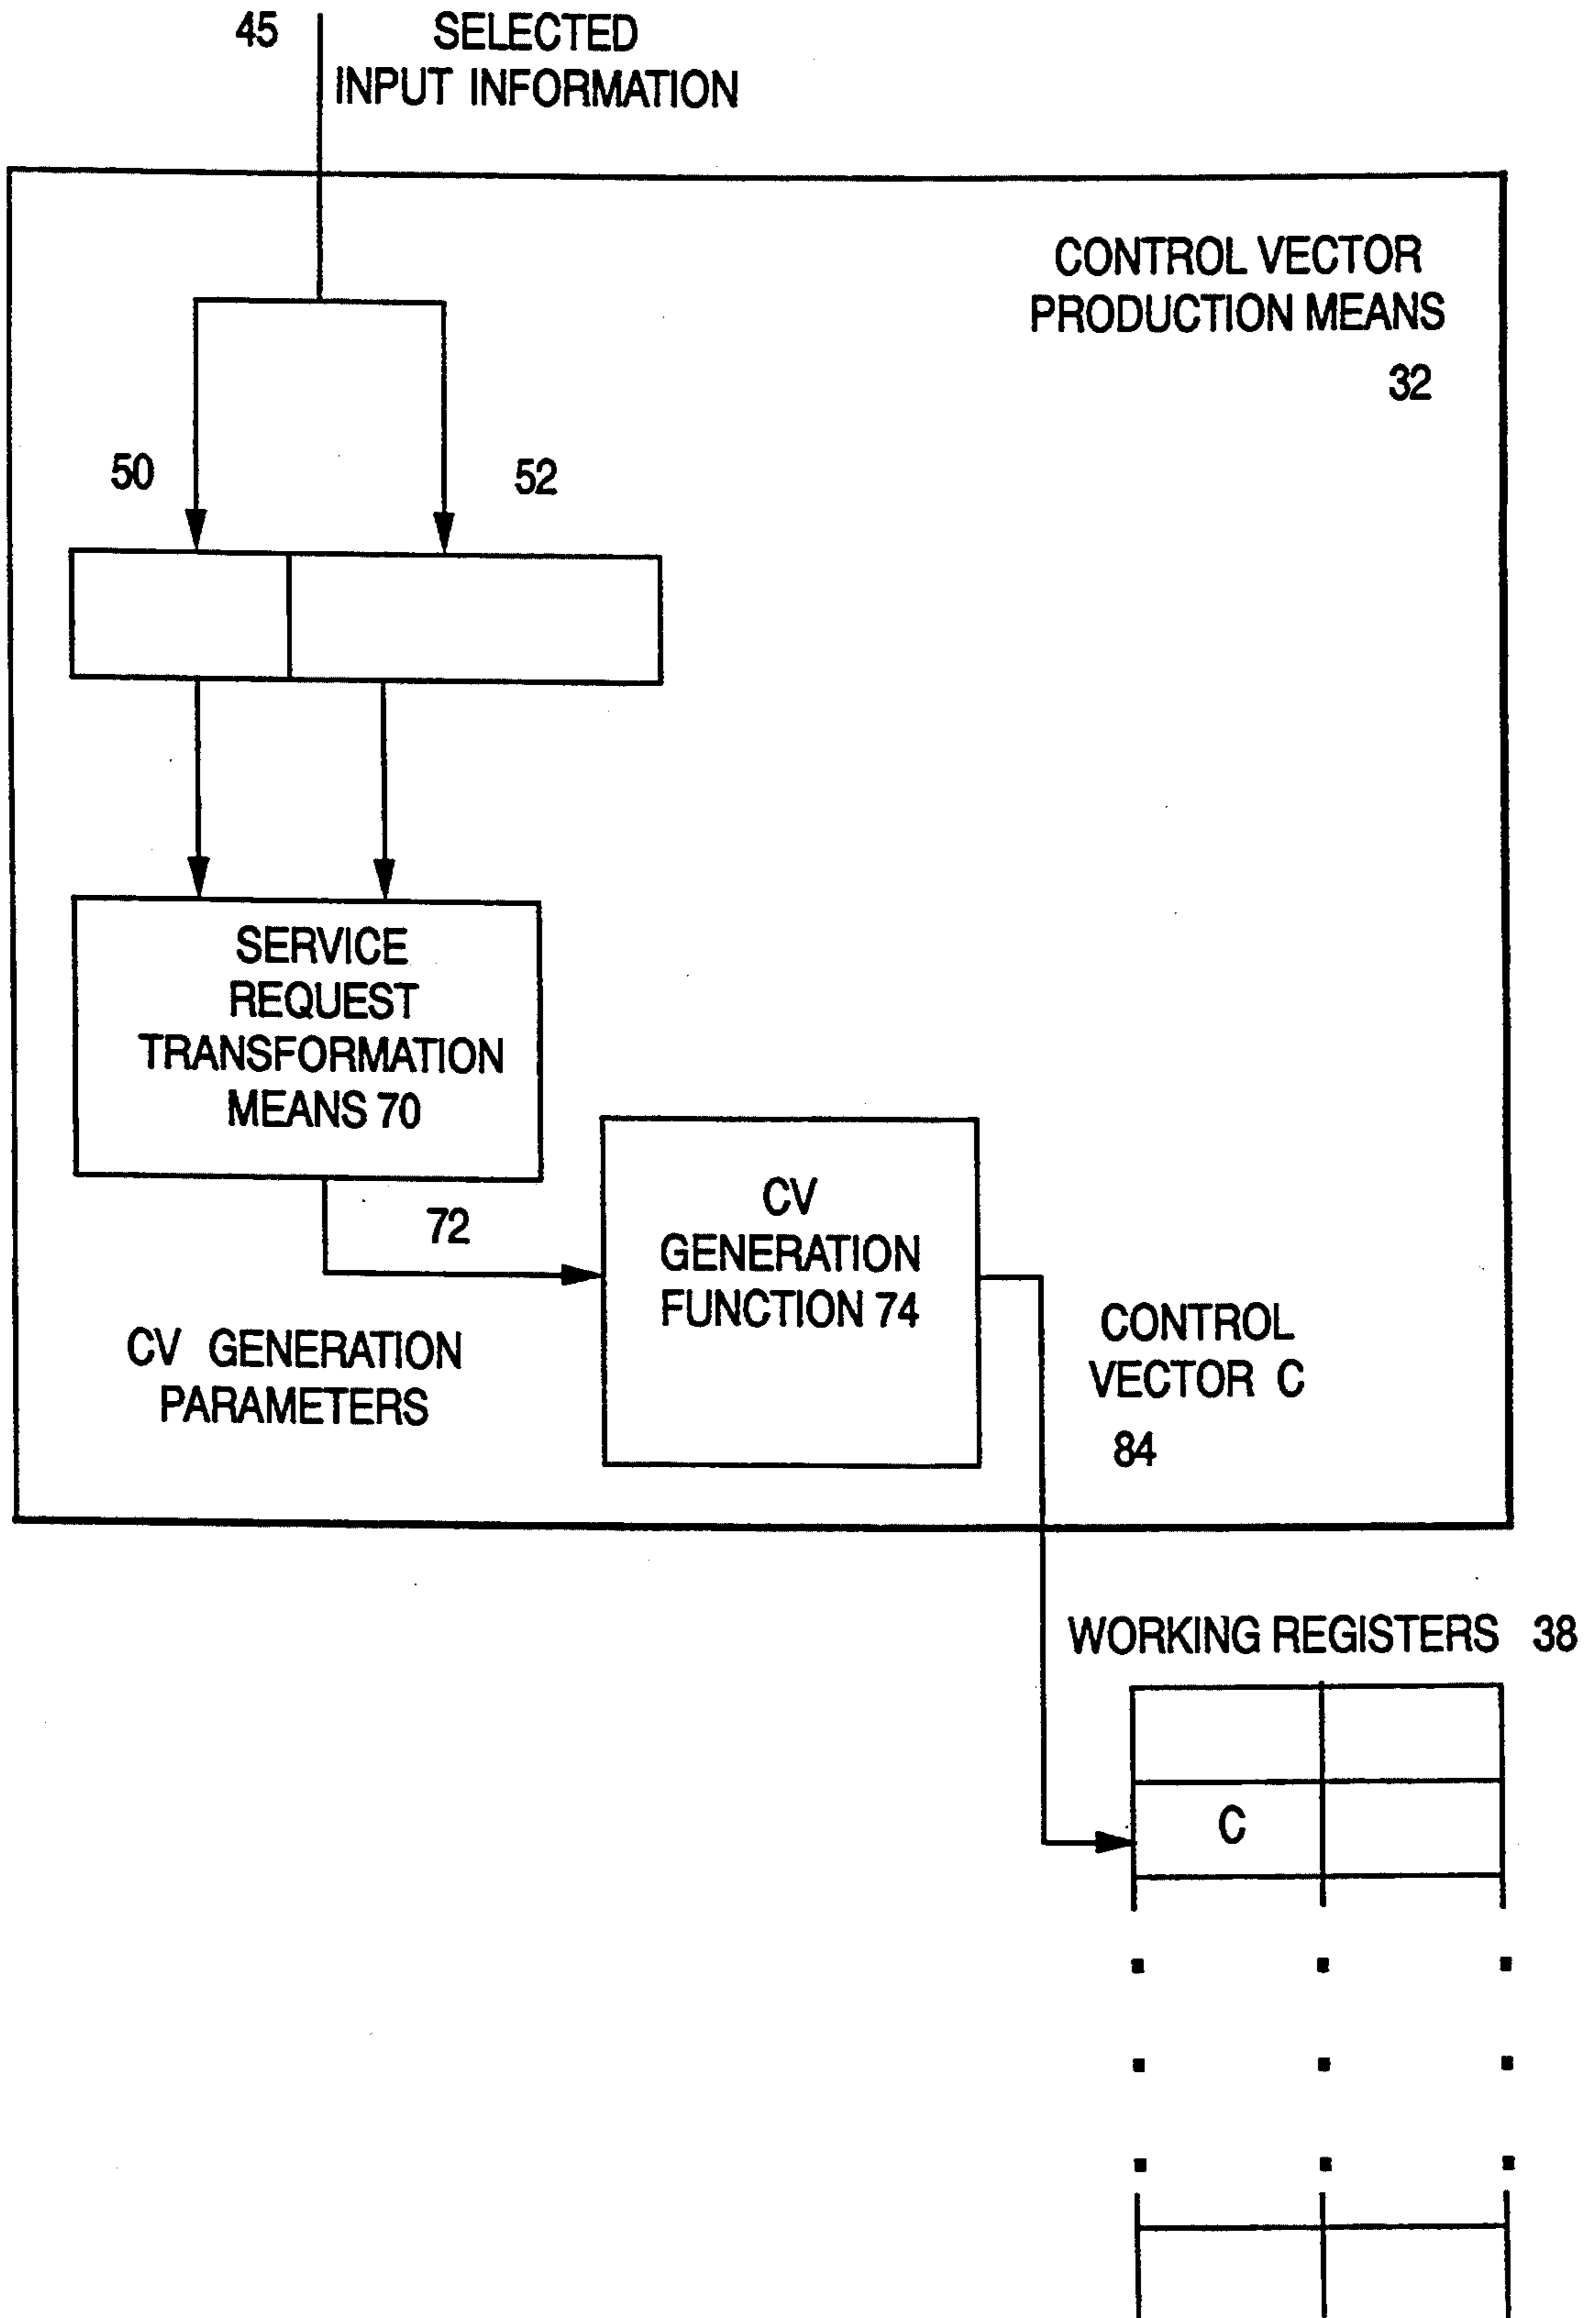 45
SELECTED
INPUT INFORMATION
CONTROL VECTOR
PRODUCTION MEANS
32
50
52
SERVICE
REQUEST
TRANSFORMATION
MEANS 70
72
CV GENERATION
PARAMETERS
CV
GENERATION
FUNCTION 74
CONTROL
VECTOR C
84
WORKING REGISTERS 38
C